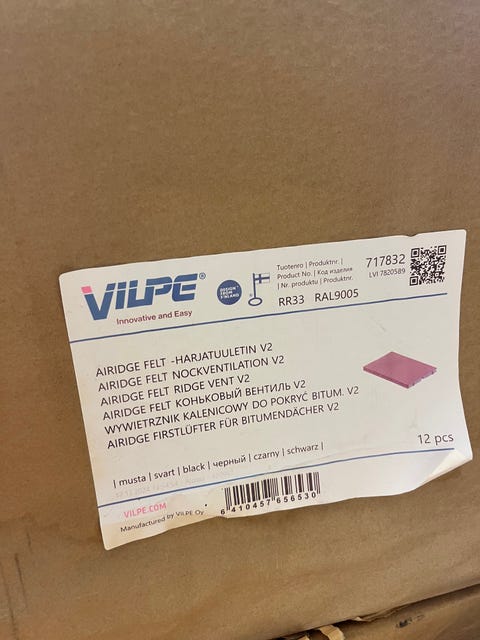 VILPE®
Innovative and Easy
DESIGN FROM FINLAND
Tuotenro | Produktnr. |
Product No. | Код изделия
| Nr. produktu | Produktnr.
717832
LVI 7820589
RR33 RAL9005
AIRIDGE FELT -HARJATUULETIN V2
AIRIDGE FELT NOCKVENTILATION V2
AIRIDGE FELT RIDGE VENT V2
AIRIDGE FELT КОНЬКОВЫЙ ВЕНТИЛЬ V2
WYWIETRZNIK KALENICOWY DO POKRYĆ BITUM. V2
AIRIDGE FIRSTLÜFTER FÜR BITUMENDÄCHER V2
12 pcs
| musta | svart | black | черный | czarny | schwarz |
VILPE.COM
Manufactured by VILPE Oy
6 410457 656530